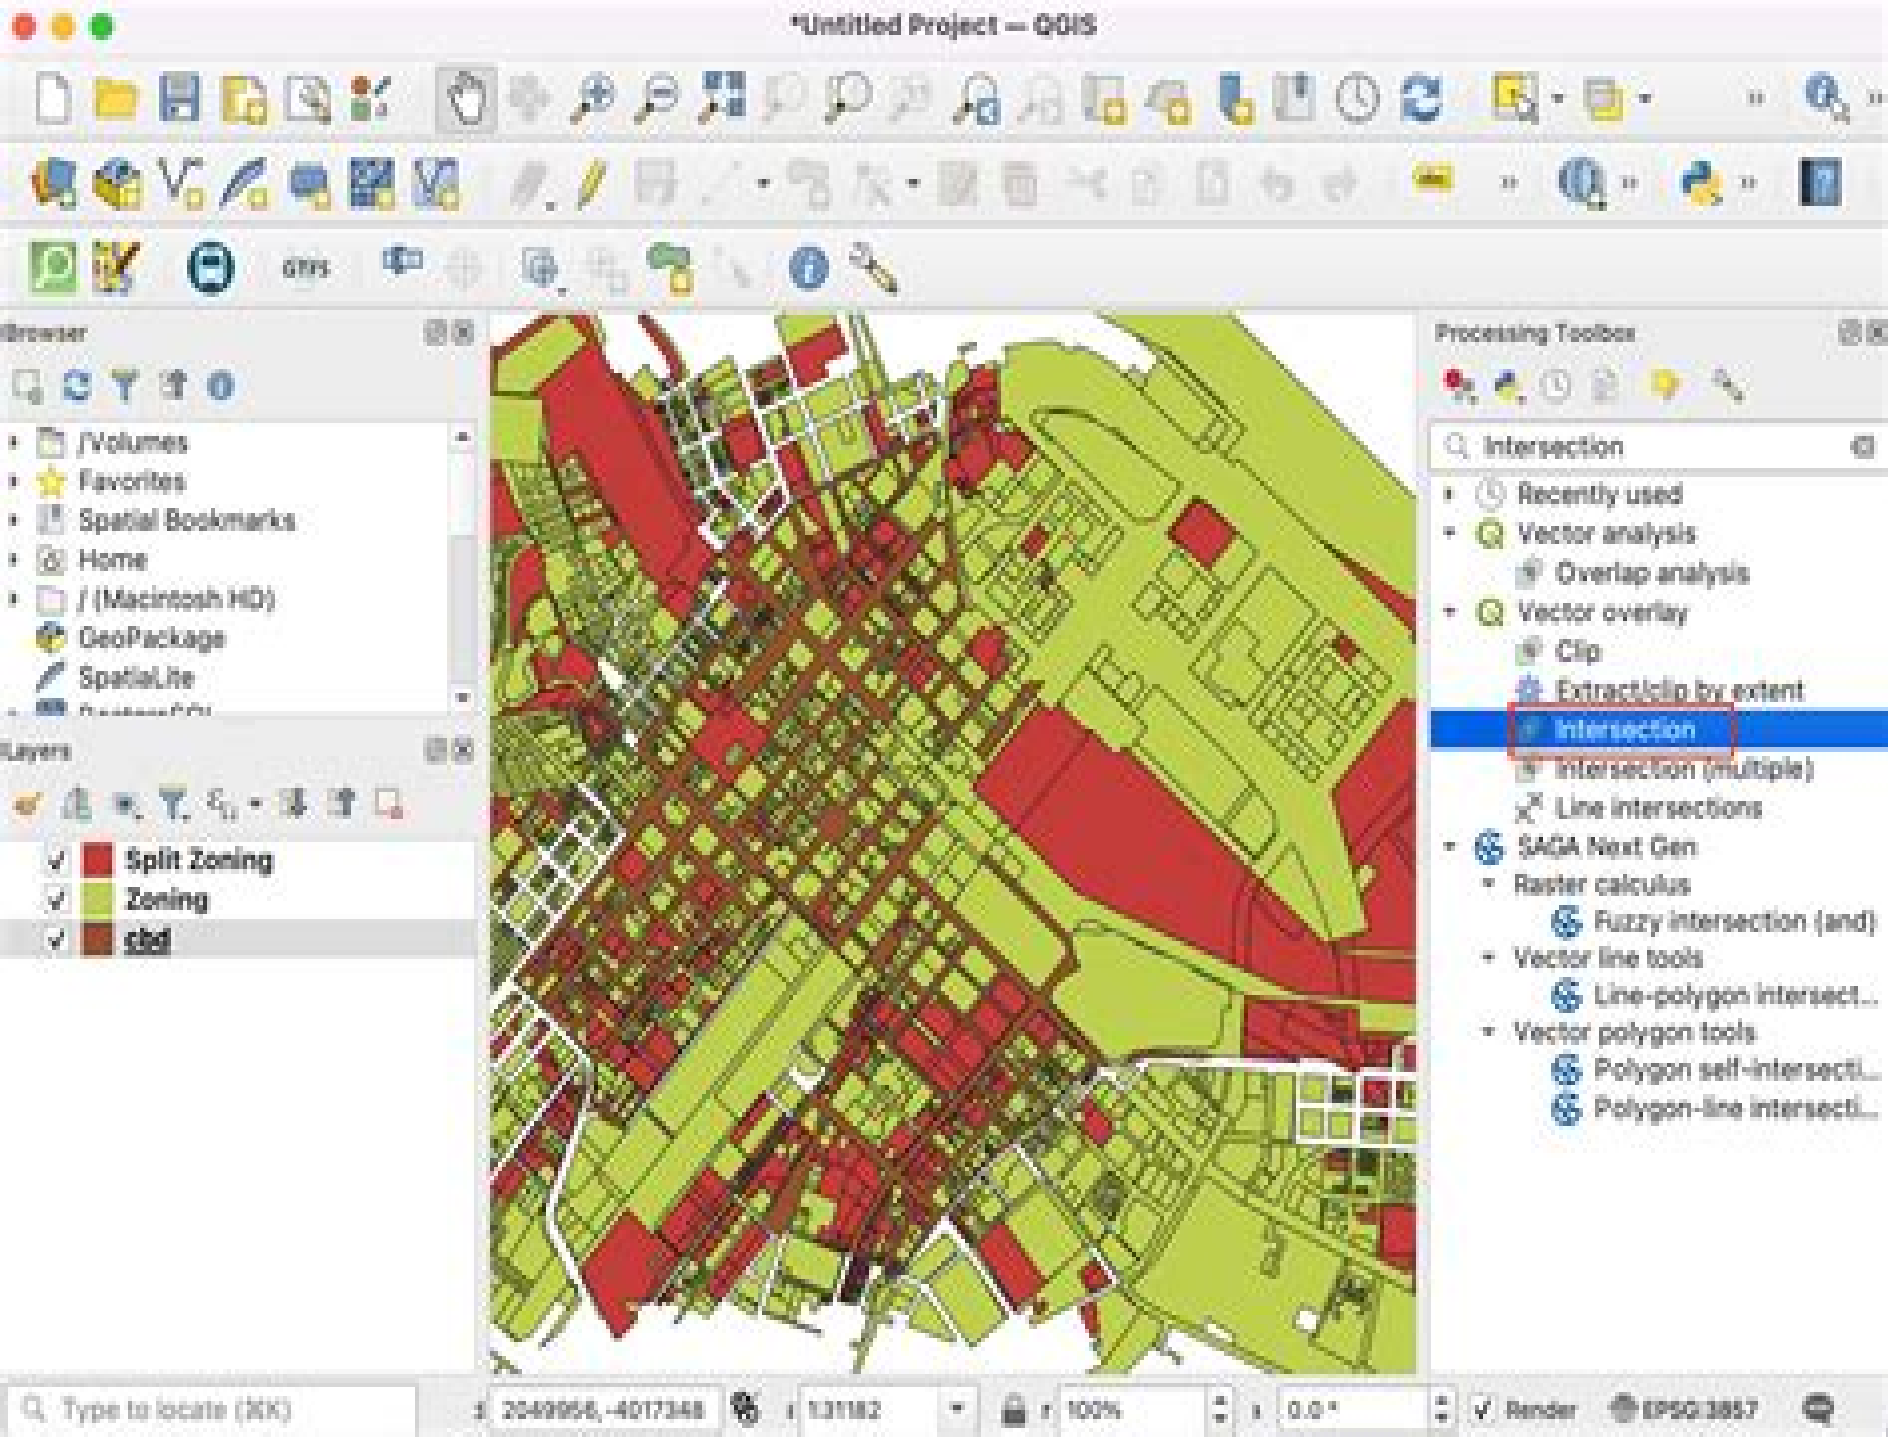 *Untitled Project — QGIS
GTFS
Browser
/Volumes
Favorites
Spatial Bookmarks
Home
/ (Macintosh HD)
GeoPackage
SpatiaLite
Layers
Split Zoning
Zoning
cbd
Processing Toolbox
Intersection
Recently used
Vector analysis
Overlap analysis
Vector overlay
Clip
Extract/clip by extent
Intersection
Intersection (multiple)
Line intersections
SAGA Next Gen
Raster calculus
Fuzzy intersection (and)
Vector line tools
Line-polygon intersect...
Vector polygon tools
Polygon self-intersecti...
Polygon-line intersecti...
Type to locate (⌘K)
2049956,-4017348
1:31182
100%
0.0 °
Render
EPSG:3857